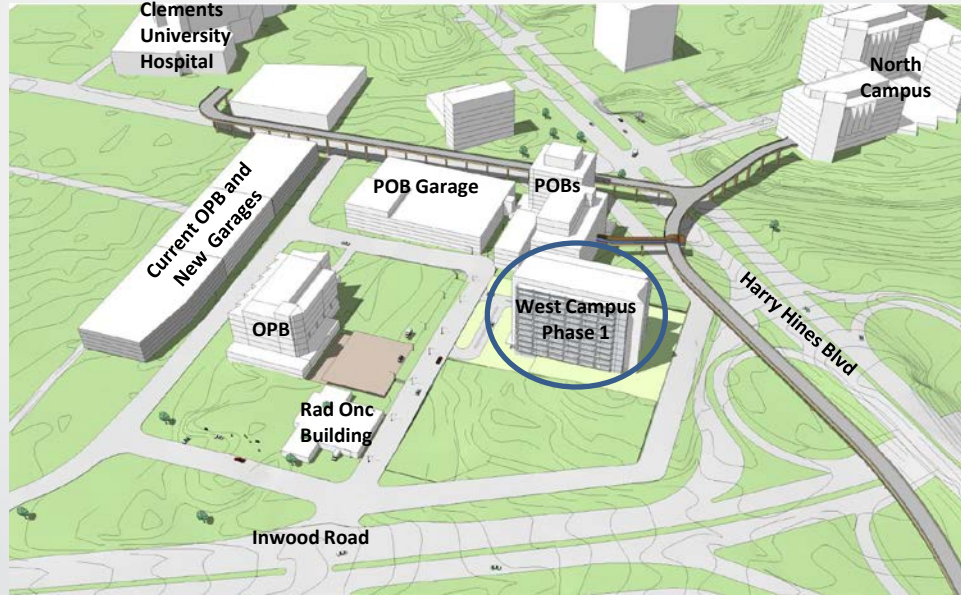 Clements
University
Hospital
North
Campus
POB Garage
POBs
Current OPB and
New Garages
West Campus
Phase 1
Harry Hines Blvd
OPB
Rad Onc
Building
Inwood Road